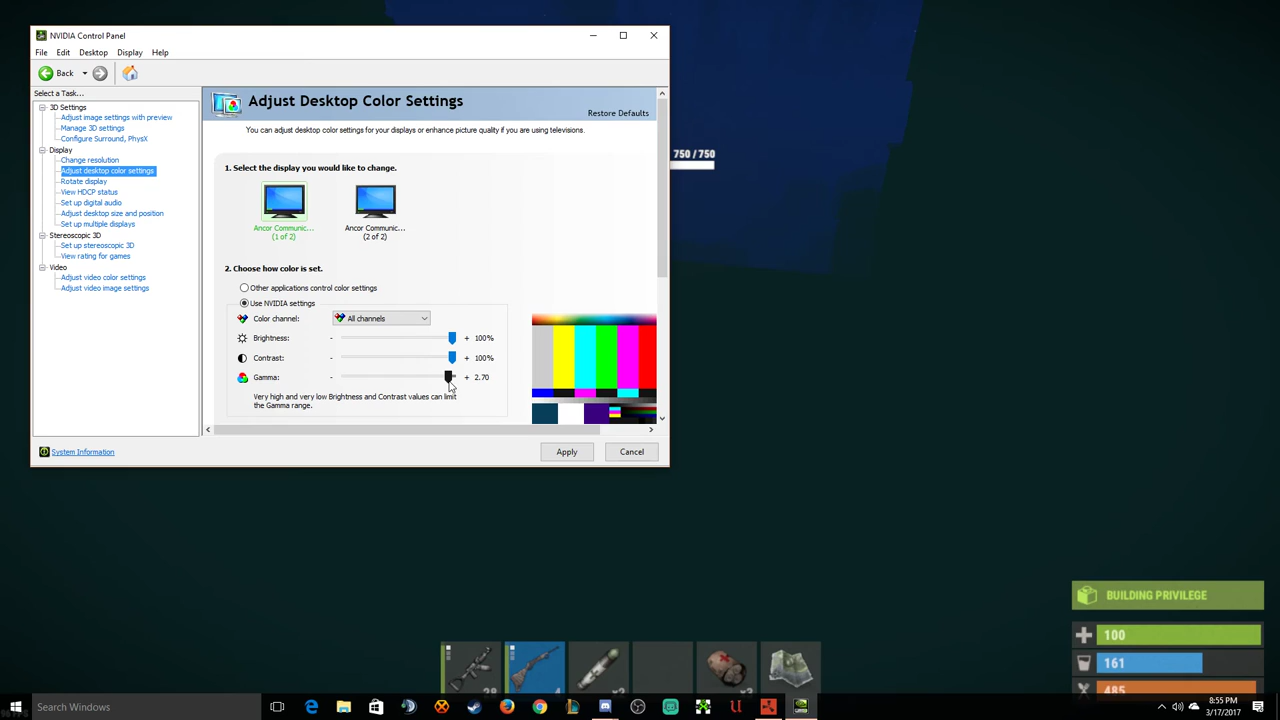 NVIDIA Control Panel
File Edit Desktop Display Help
Back
Select a Task...
3D Settings
Adjust image settings with preview
Manage 3D settings
Configure Surround, PhysX
Display
Change resolution
Adjust desktop color settings
Rotate display
View HDCP status
Set up digital audio
Adjust desktop size and position
Set up multiple displays
Stereoscopic 3D
Set up stereoscopic 3D
View rating for games
Video
Adjust video color settings
Adjust video image settings
System Information
Adjust Desktop Color Settings
Restore Defaults
You can adjust desktop color settings for your displays or enhance picture quality if you are using televisions.
1. Select the display you would like to change.
Ancor Communic...
(1 of 2)
Ancor Communic...
(2 of 2)
2. Choose how color is set.
Other applications control color settings
Use NVIDIA settings
Color channel: All channels
Brightness: - + 100%
Contrast: - + 100%
Gamma: - + 2.70
Very high and very low Brightness and Contrast values can limit
the Gamma range.
Apply Cancel
750 / 750
BUILDING PRIVILEGE
100
161
485
Search Windows
8:55 PM
3/17/2017